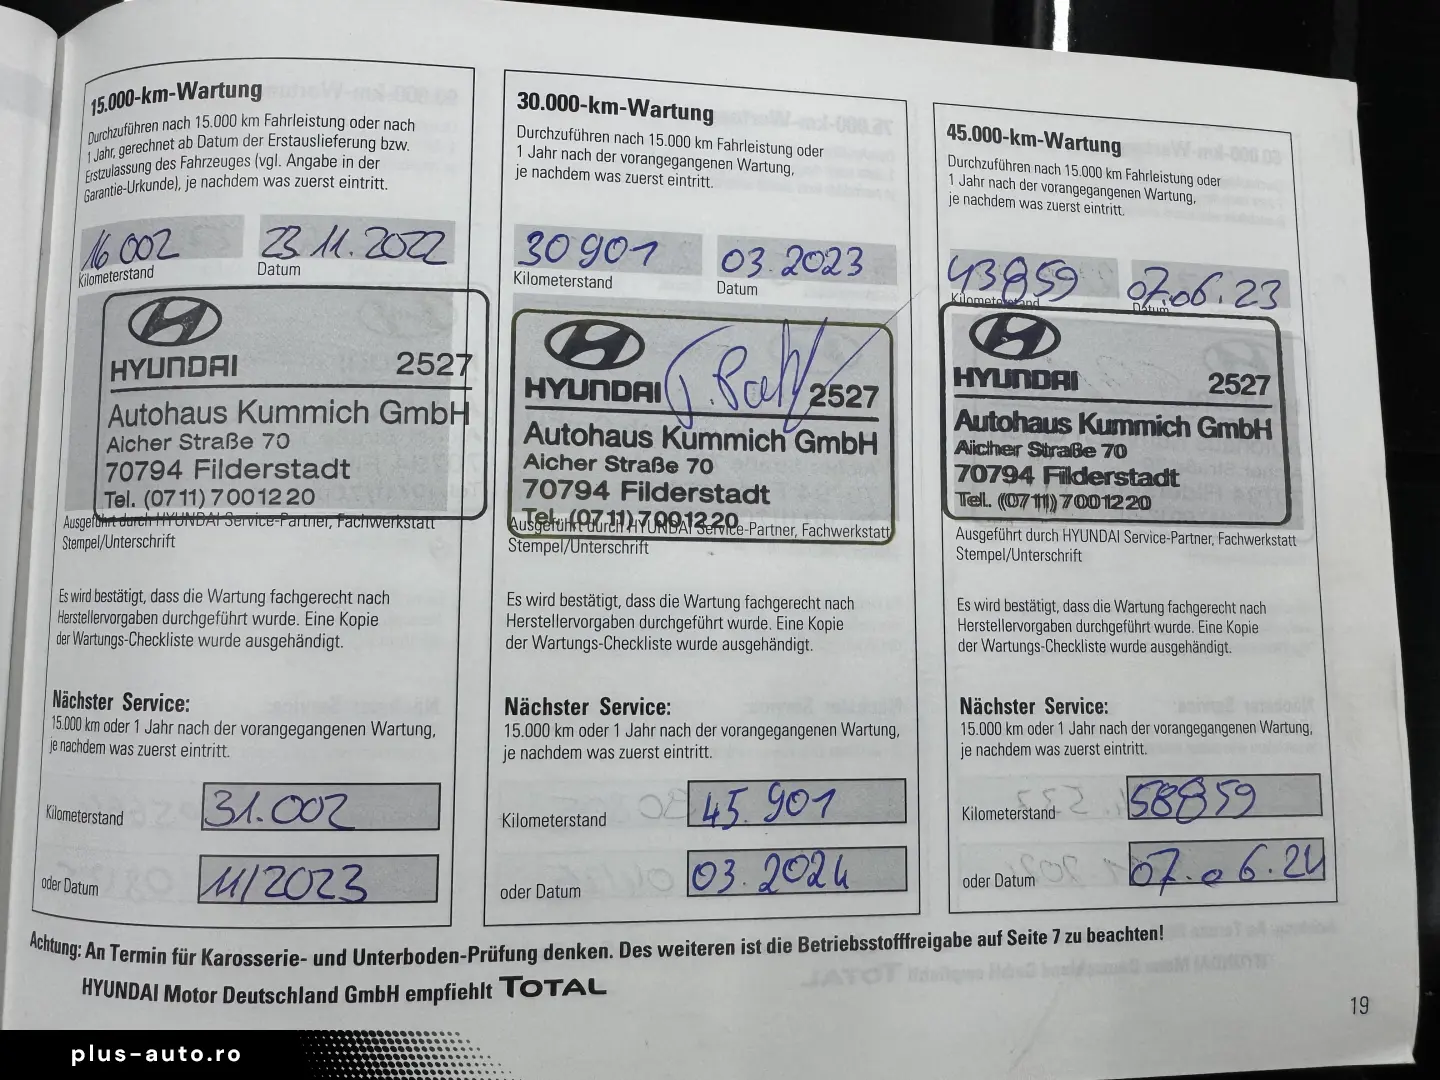 15.000-km-Wartung
Durchzuführen nach 15.000 km Fahrleistung oder nach
1 Jahr, gerechnet ab Datum der Erstauslieferung bzw.
Erstzulassung des Fahrzeuges (vgl. Angabe in der
Garantie-Urkunde), je nachdem was zuerst eintritt.
16 002
23 11. 2022
Kilometerstand
Datum
HYUNDAI 2527
Autohaus Kummich GmbH
Aicher Straße 70
70794 Filderstadt
Tel. (0711) 7 0012 20
Ausgeführt durch HYUNDAI Service-Partner, Fachwerkstatt
Stempel/Unterschrift
Es wird bestätigt, dass die Wartung fachgerecht nach
Herstellervorgaben durchgeführt wurde. Eine Kopie
der Wartungs-Checkliste wurde ausgehändigt.
Nächster Service:
15.000 km oder 1 Jahr nach der vorangegangenen Wartung,
je nachdem was zuerst eintritt.
Kilometerstand 31.002
oder Datum 11/2023
30.000-km-Wartung
Durchzuführen nach 15.000 km Fahrleistung oder
1 Jahr nach der vorangegangenen Wartung,
je nachdem was zuerst eintritt.
30 901
03.2023
Kilometerstand
Datum
HYUNDAI 2527
Autohaus Kummich GmbH
Aicher Straße 70
70794 Filderstadt
Tel. (0711) 7 0012 20
Ausgeführt durch HYUNDAI Service-Partner, Fachwerkstatt
Stempel/Unterschrift
Es wird bestätigt, dass die Wartung fachgerecht nach
Herstellervorgaben durchgeführt wurde. Eine Kopie
der Wartungs-Checkliste wurde ausgehändigt.
Nächster Service:
15.000 km oder 1 Jahr nach der vorangegangenen Wartung,
je nachdem was zuerst eintritt.
Kilometerstand 45.901
oder Datum 03.2024
45.000-km-Wartung
Durchzuführen nach 15.000 km Fahrleistung oder
1 Jahr nach der vorangegangenen Wartung,
je nachdem was zuerst eintritt.
43859
07.06.23
Kilometerstand
Datum
HYUNDAI 2527
Autohaus Kummich GmbH
Aicher Straße 70
70794 Filderstadt
Tel. (0711) 7 0012 20
Ausgeführt durch HYUNDAI Service-Partner, Fachwerkstatt
Stempel/Unterschrift
Es wird bestätigt, dass die Wartung fachgerecht nach
Herstellervorgaben durchgeführt wurde. Eine Kopie
der Wartungs-Checkliste wurde ausgehändigt.
Nächster Service:
15.000 km oder 1 Jahr nach der vorangegangenen Wartung,
je nachdem was zuerst eintritt.
Kilometerstand 58859
oder Datum 07.06.24
Achtung: An Termin für Karosserie- und Unterboden-Prüfung denken. Des weiteren ist die Betriebsstofffreigabe auf Seite 7 zu beachten!
HYUNDAI Motor Deutschland GmbH empfiehlt TOTAL
19
plus-auto.ro